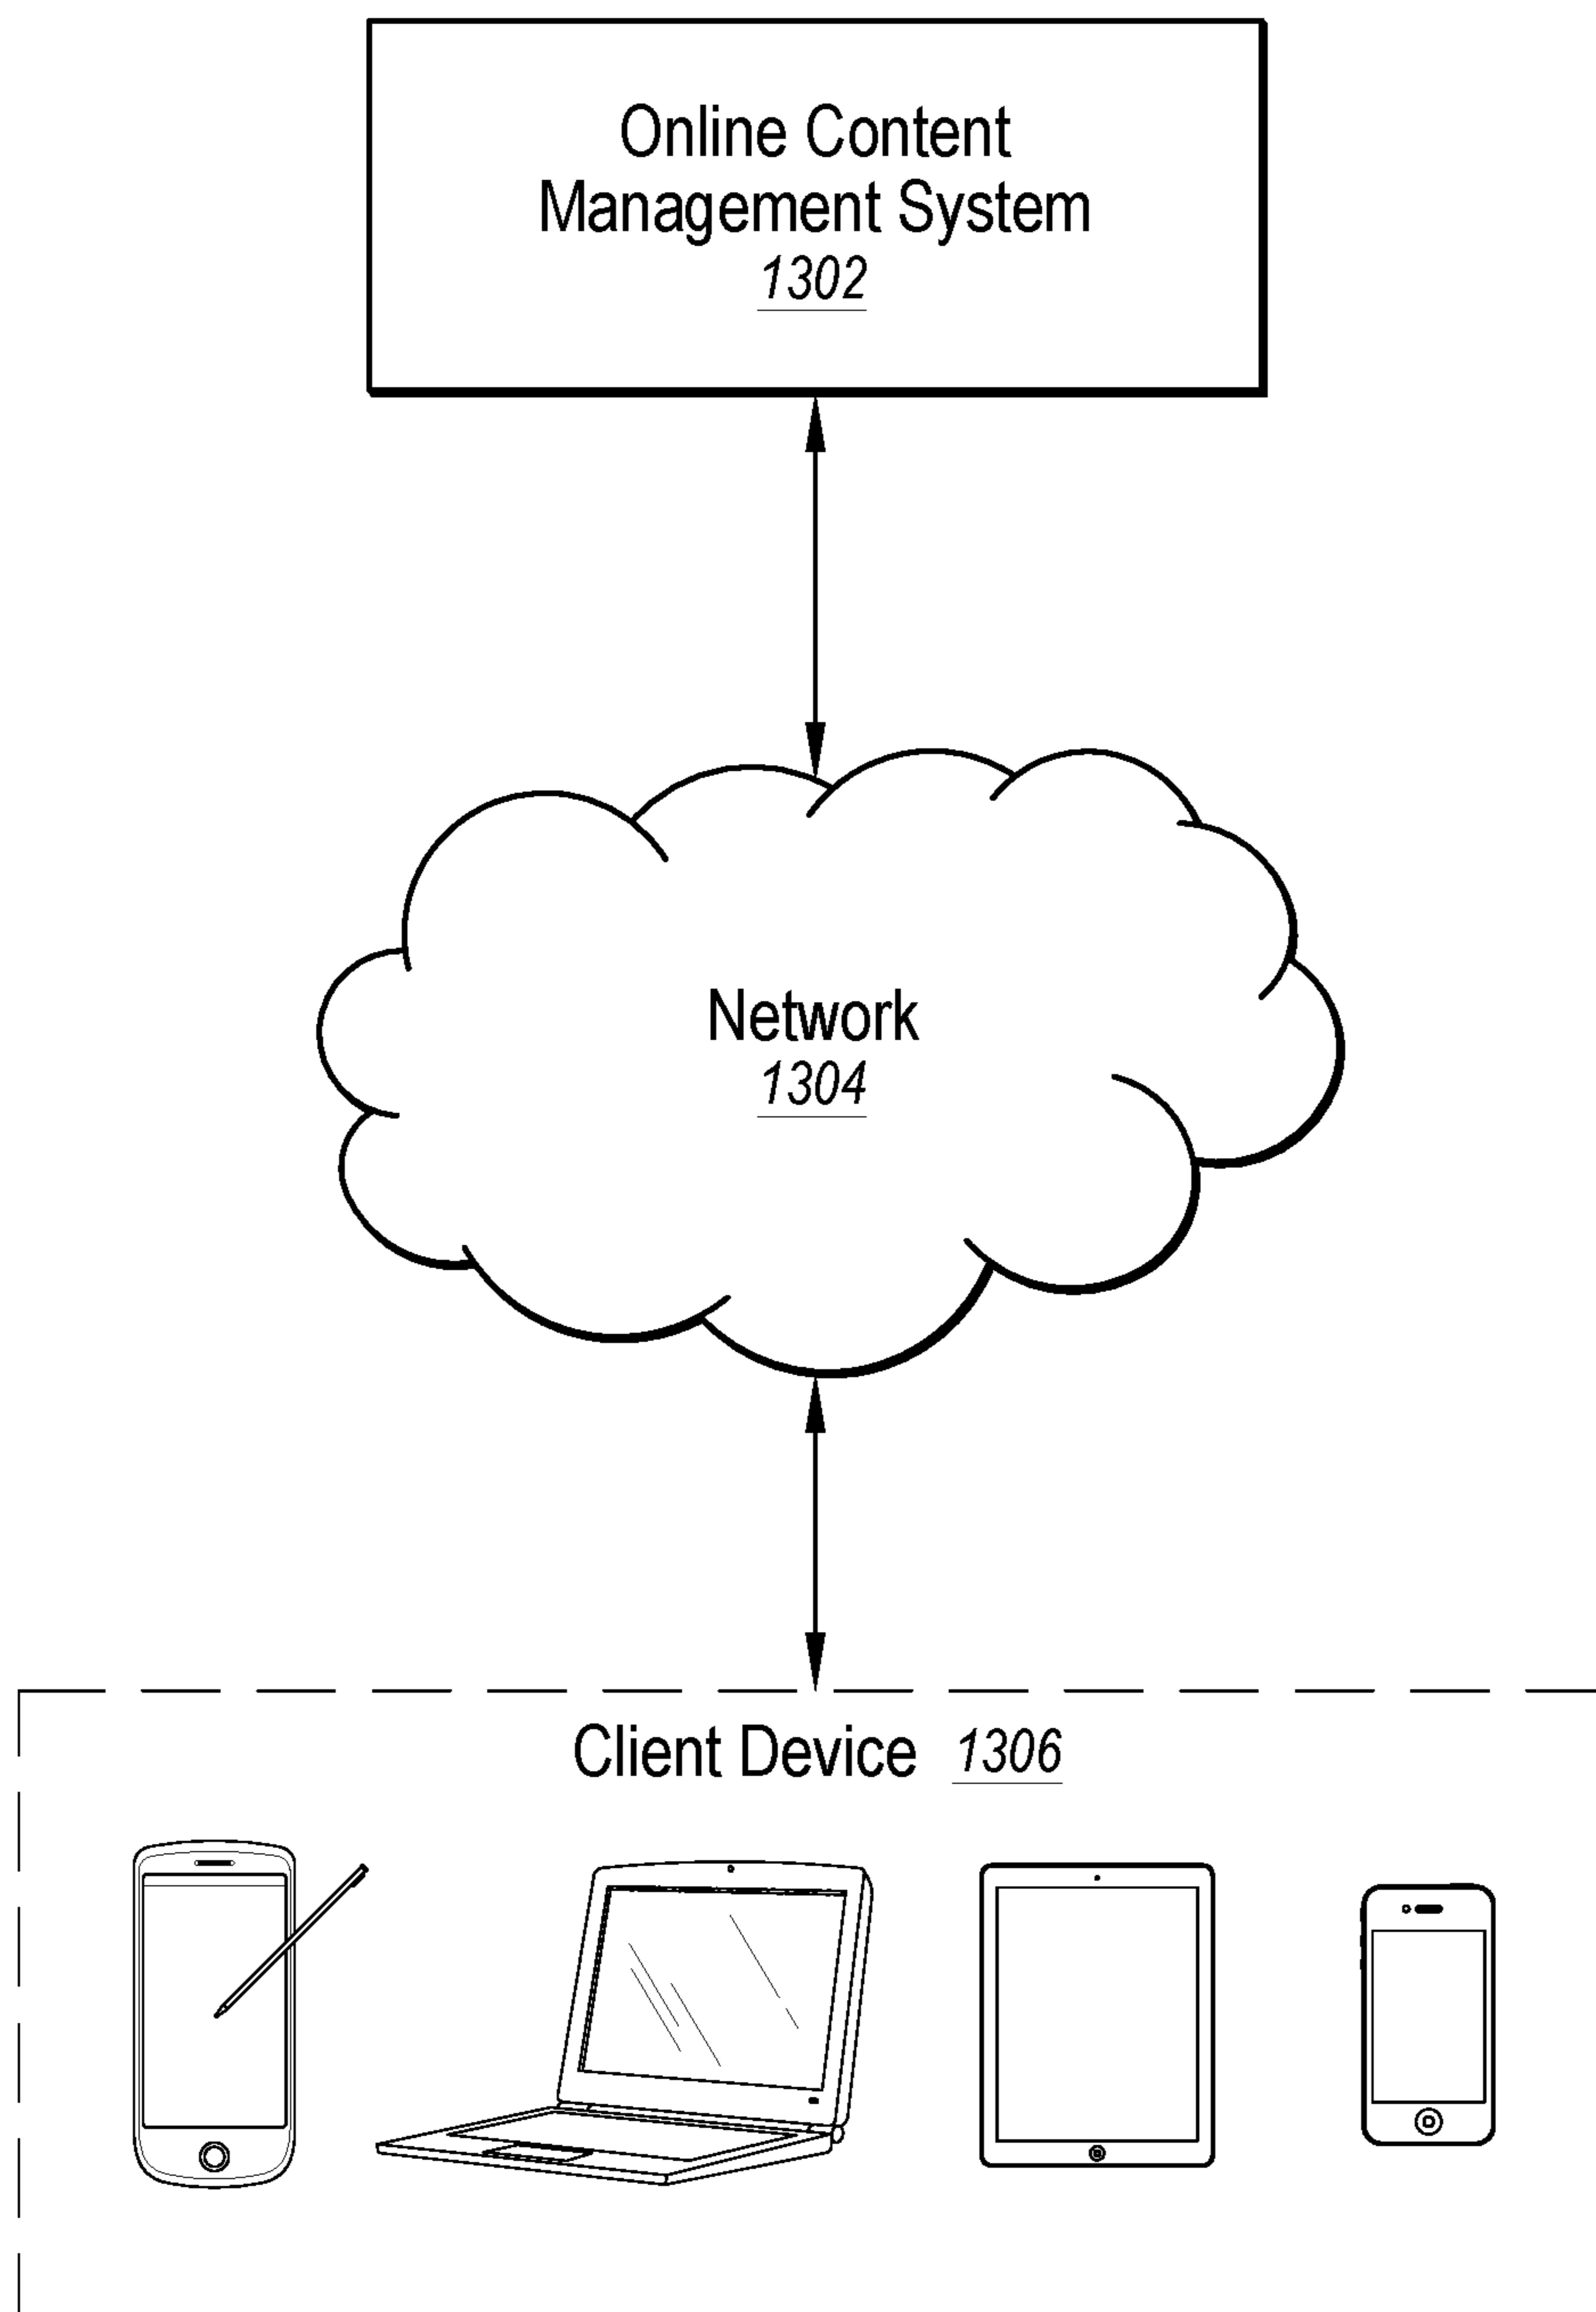 Online Content
Management System
1302
Network
1304
Client Device 1306